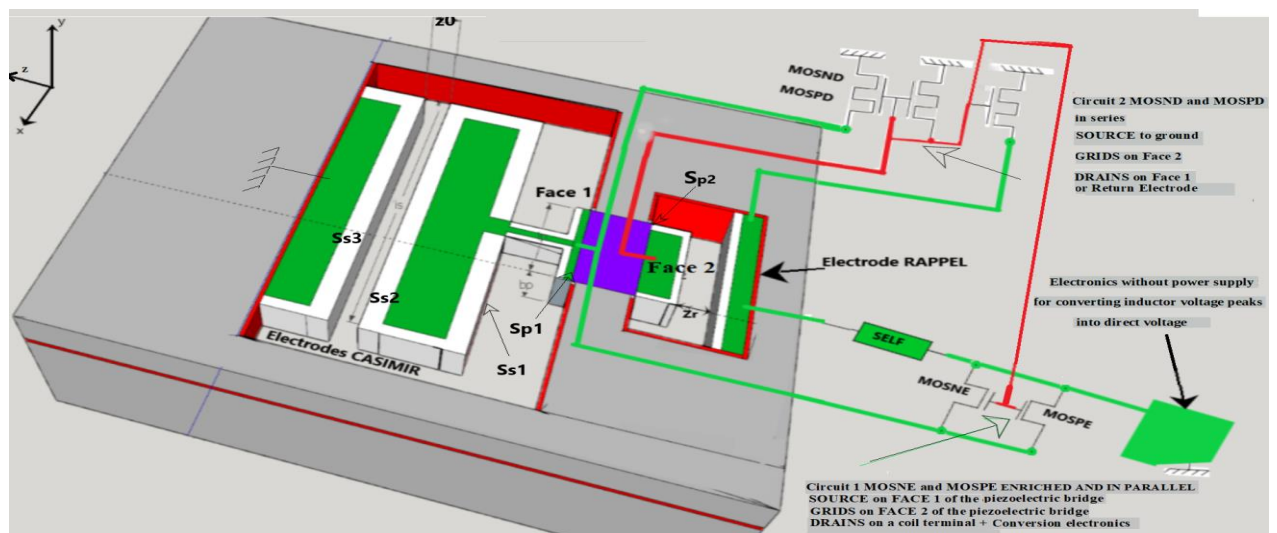 z0
y
z
x
MOSND
MOSPD
Circuit 2 MOSND and MOSPD
in series
SOURCE to ground
GRIDS on Face 2
DRAINS on Face 1
or Return Electrode
Face 1
Sp2
ls
Ss3
Face 2
Electrode RAPPEL
bp
Zr
Electronics without power supply
for converting inductor voltage peaks
into direct voltage
Ss2
Sp1
SELF
Electrodes CASIMIR
Ss1
MOSNE
MOSPE
Circuit 1 MOSNE and MOSPE ENRICHED AND IN PARALLEL
SOURCE on FACE 1 of the piezoelectric bridge
GRIDS on FACE 2 of the piezoelectric bridge
DRAINS on a coil terminal + Conversion electronics